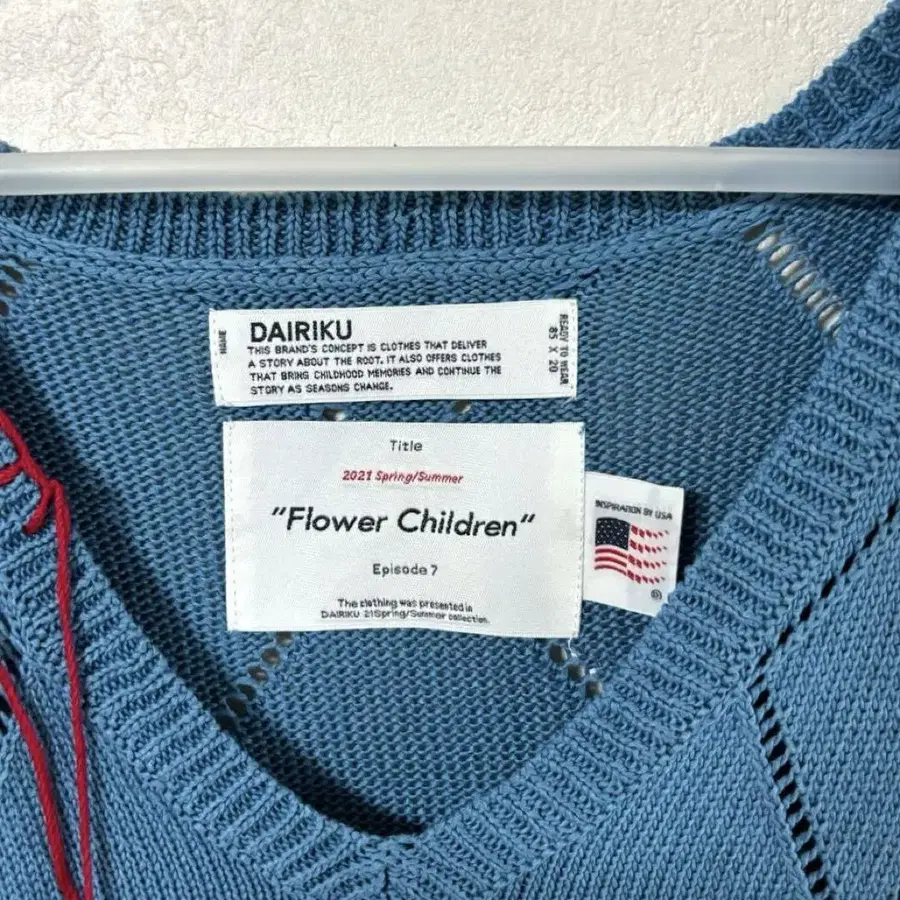 NAME
DAIRIKU
THIS BRAND'S CONCEPT IS CLOTHES THAT DELIVER
A STORY ABOUT THE ROOT. IT ALSO OFFERS CLOTHES
THAT BRING CHILDHOOD MEMORIES AND CONTINUE THE
STORY AS SEASONS CHANGE.
READY TO WEAR
85 X 20
Title
2021 Spring/Summer
"Flower Children"
Episode 7
The clothing was presented in
DAIRIKU 21Spring/Summer collection.
INSPIRATION BY USA